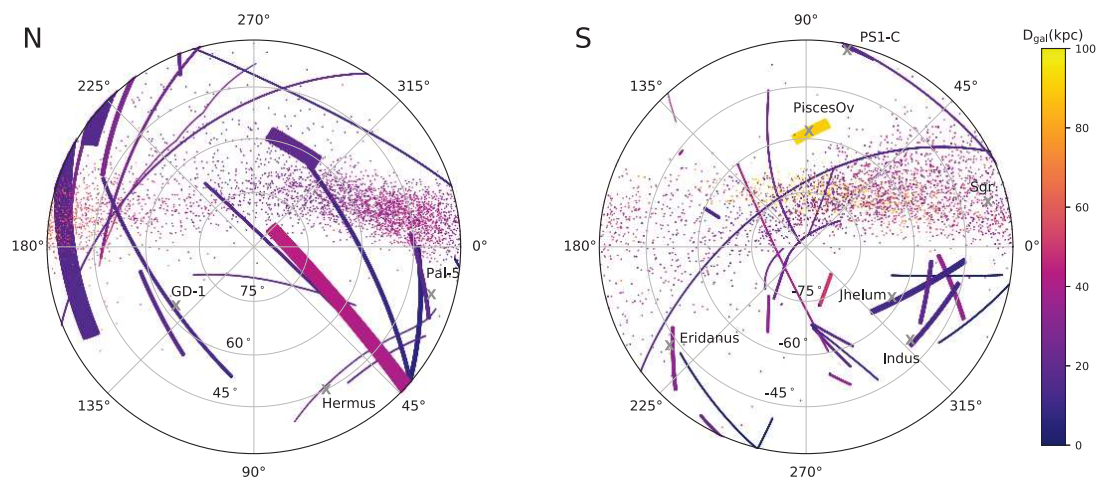 N
270°
225°
315°
180°
0°
Pal-5
GD-1
75°
60°
45°
Hermus
135°
45°
90°
S
90°
PS1-C
135°
45°
PiscesOv
Sgr
180°
0°
-75°
Jhelum
Eridanus
-60°
Indus
-45°
225°
315°
270°
D_gal(kpc)
100
80
60
40
20
0